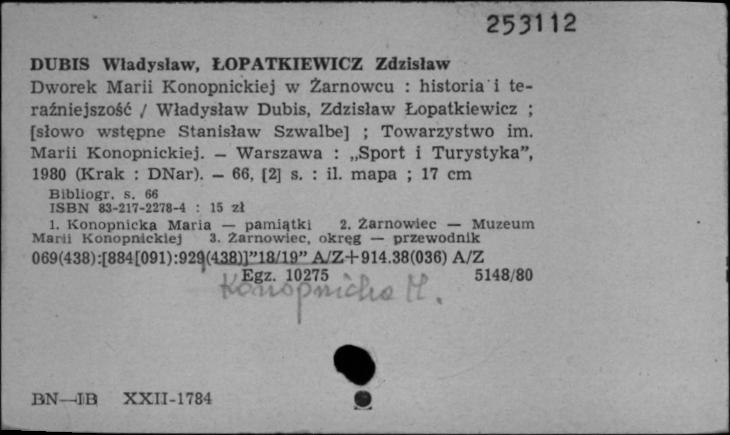 253112
DUBIS Władysław, ŁOPATKIEWICZ Zdzisław
Dworek Marii Konopnickiej w Żarnowcu : historia i te-
raźniejszość / Władysław Dubis, Zdzisław Łopatkiewicz ;
[słowo wstępne Stanisław Szwalbe] ; Towarzystwo im.
Marii Konopnickiej. — Warszawa : „Sport i Turystyka”,
1980 (Krak : DNar). — 66, [2] s. : il. mapa ; 17 cm
Bibliogr. s. 66
ISBN 83-217-2278-4 : 15 zł
1. Konopnicka Maria — pamiątki 2. Żarnowiec — Muzeum
Marii Konopnickiej 3. Żarnowiec, okręg — przewodnik
069(438):[884[091):929(438)]”18/19” A/Z+914.38(036) A/Z
Egz. 10275 5148/80
Konopnicka M.
BN—IB XXII-1784